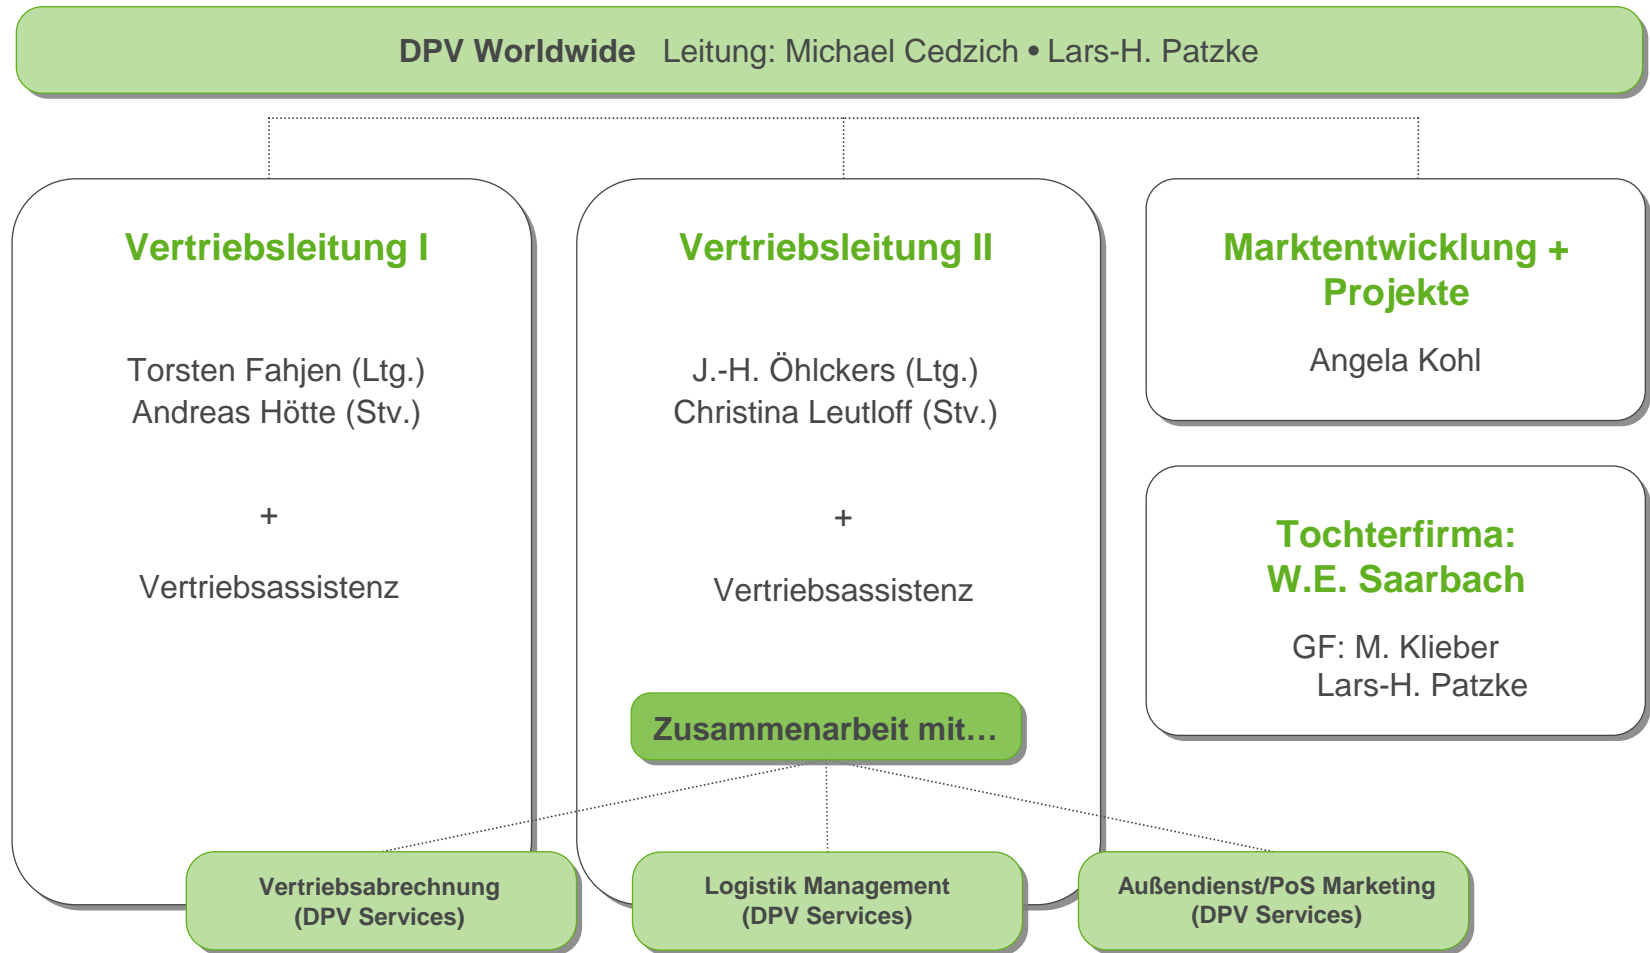 DPV Worldwide Leitung: Michael Cedzich • Lars-H. Patzke
Vertriebsleitung I
Torsten Fahjen (Ltg.)
Andreas Hötte (Stv.)
+
Vertriebsassistenz
Vertriebsleitung II
J.-H. Öhlckers (Ltg.)
Christina Leutloff (Stv.)
+
Vertriebsassistenz
Marktentwicklung +
Projekte
Angela Kohl
Tochterfirma:
W.E. Saarbach
GF: M. Klieber
Lars-H. Patzke
Zusammenarbeit mit…
Vertriebsabrechnung
(DPV Services)
Logistik Management
(DPV Services)
Außendienst/PoS Marketing
(DPV Services)